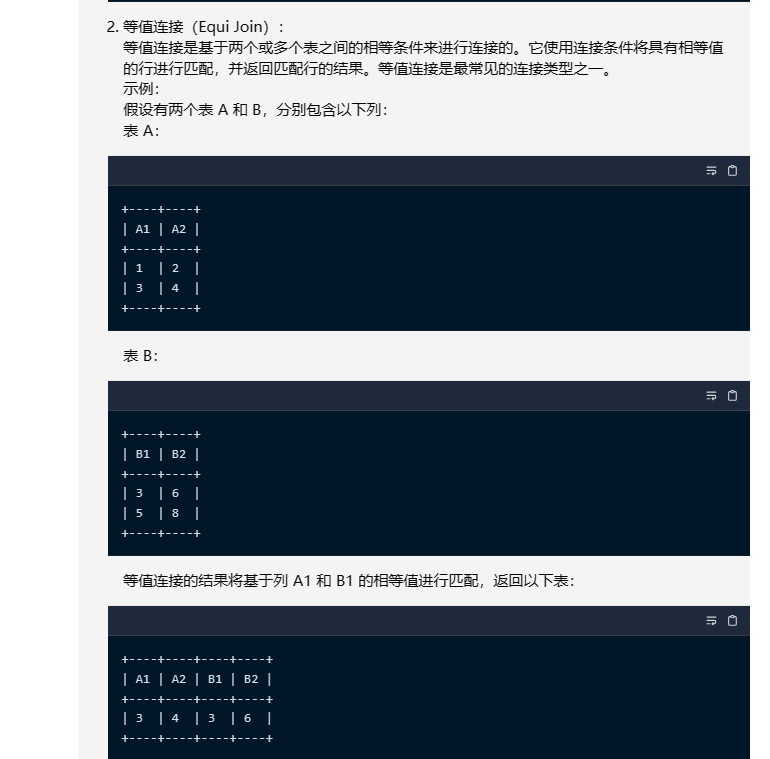 2. 等值连接（Equi Join）：
等值连接是基于两个或多个表之间的相等条件来进行连接的。它使用连接条件将具有相等值
的行进行匹配，并返回匹配行的结果。等值连接是最常见的连接类型之一。
示例：
假设有两个表 A 和 B，分别包含以下列：
表 A：
+----+----+
| A1 | A2 |
+----+----+
| 1  | 2  |
| 3  | 4  |
+----+----+
表 B：
+----+----+
| B1 | B2 |
+----+----+
| 3  | 6  |
| 5  | 8  |
+----+----+
等值连接的结果将基于列 A1 和 B1 的相等值进行匹配，返回以下表：
+----+----+----+----+
| A1 | A2 | B1 | B2 |
+----+----+----+----+
| 3  | 4  | 3  | 6  |
+----+----+----+----+